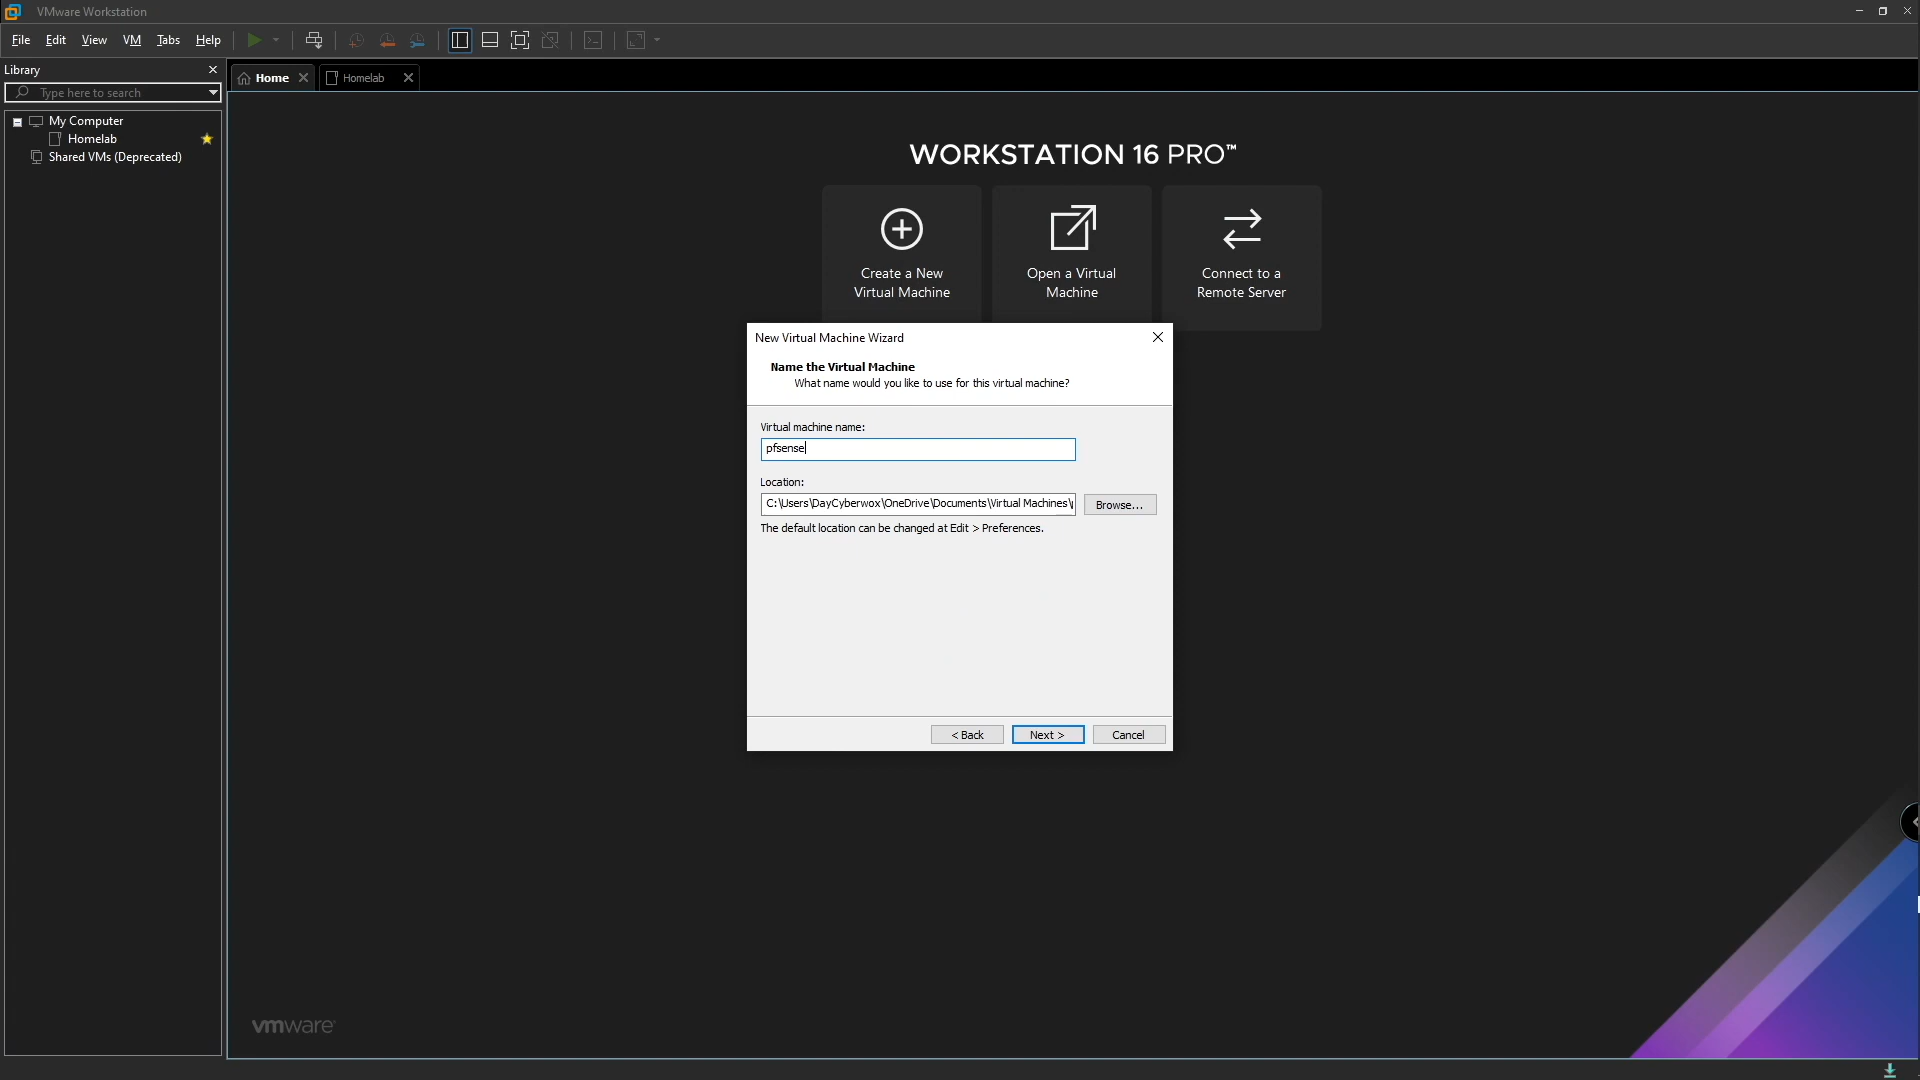 VMware Workstation
File Edit View VM Tabs Help
Library
Type here to search
My Computer
Homelab
Shared VMs (Deprecated)
Home
Homelab
WORKSTATION 16 PRO™
Create a New
Virtual Machine
Open a Virtual
Machine
Connect to a
Remote Server
New Virtual Machine Wizard
Name the Virtual Machine
What name would you like to use for this virtual machine?
Virtual machine name:
pfsense
Location:
C:\Users\DayCyberwox\OneDrive\Documents\Virtual Machines\
Browse...
The default location can be changed at Edit > Preferences.
< Back
Next >
Cancel
vmware